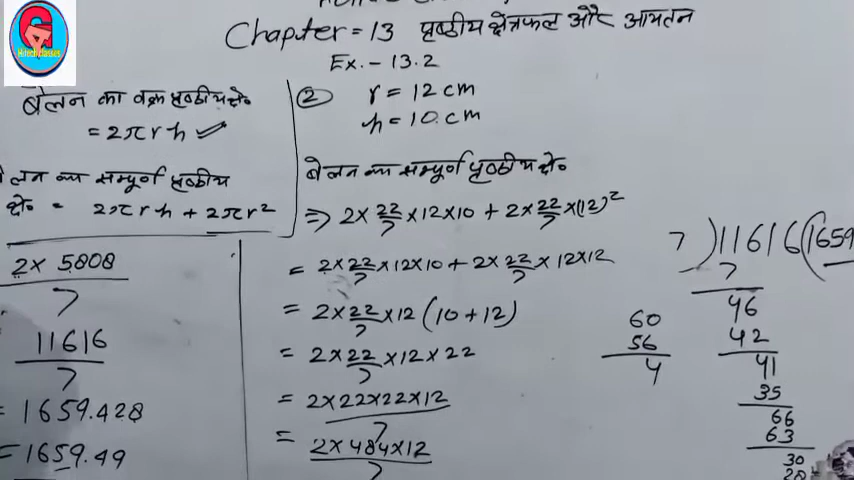 Hitech classes
Chapter = 13 पृष्ठीय क्षेत्रफल और आयतन
Ex. - 13.2
बेलन का वक्र पृष्ठीय क्षे०
= 2πrh ✓
लन का सम्पूर्ण पृष्ठीय
क्षे० = 2πrh + 2πr²
2 × 5808 / 7
11616 / 7
= 1659.428
= 1659.49
② r = 12 cm
h = 10 cm
बेलन का सम्पूर्ण पृष्ठीय क्षे०
⇒ 2 × 22/7 × 12 × 10 + 2 × 22/7 × (12)²
= 2 × 22/7 × 12 × 10 + 2 × 22/7 × 12 × 12
= 2 × 22/7 × 12 (10 + 12)
= 2 × 22/7 × 12 × 22
= 2 × 22 × 22 × 12 / 7
= 2 × 484 × 12 / 7
7 ) 11616 ( 1659
7
46
42
41
35
66
63
30
28
60
56
4